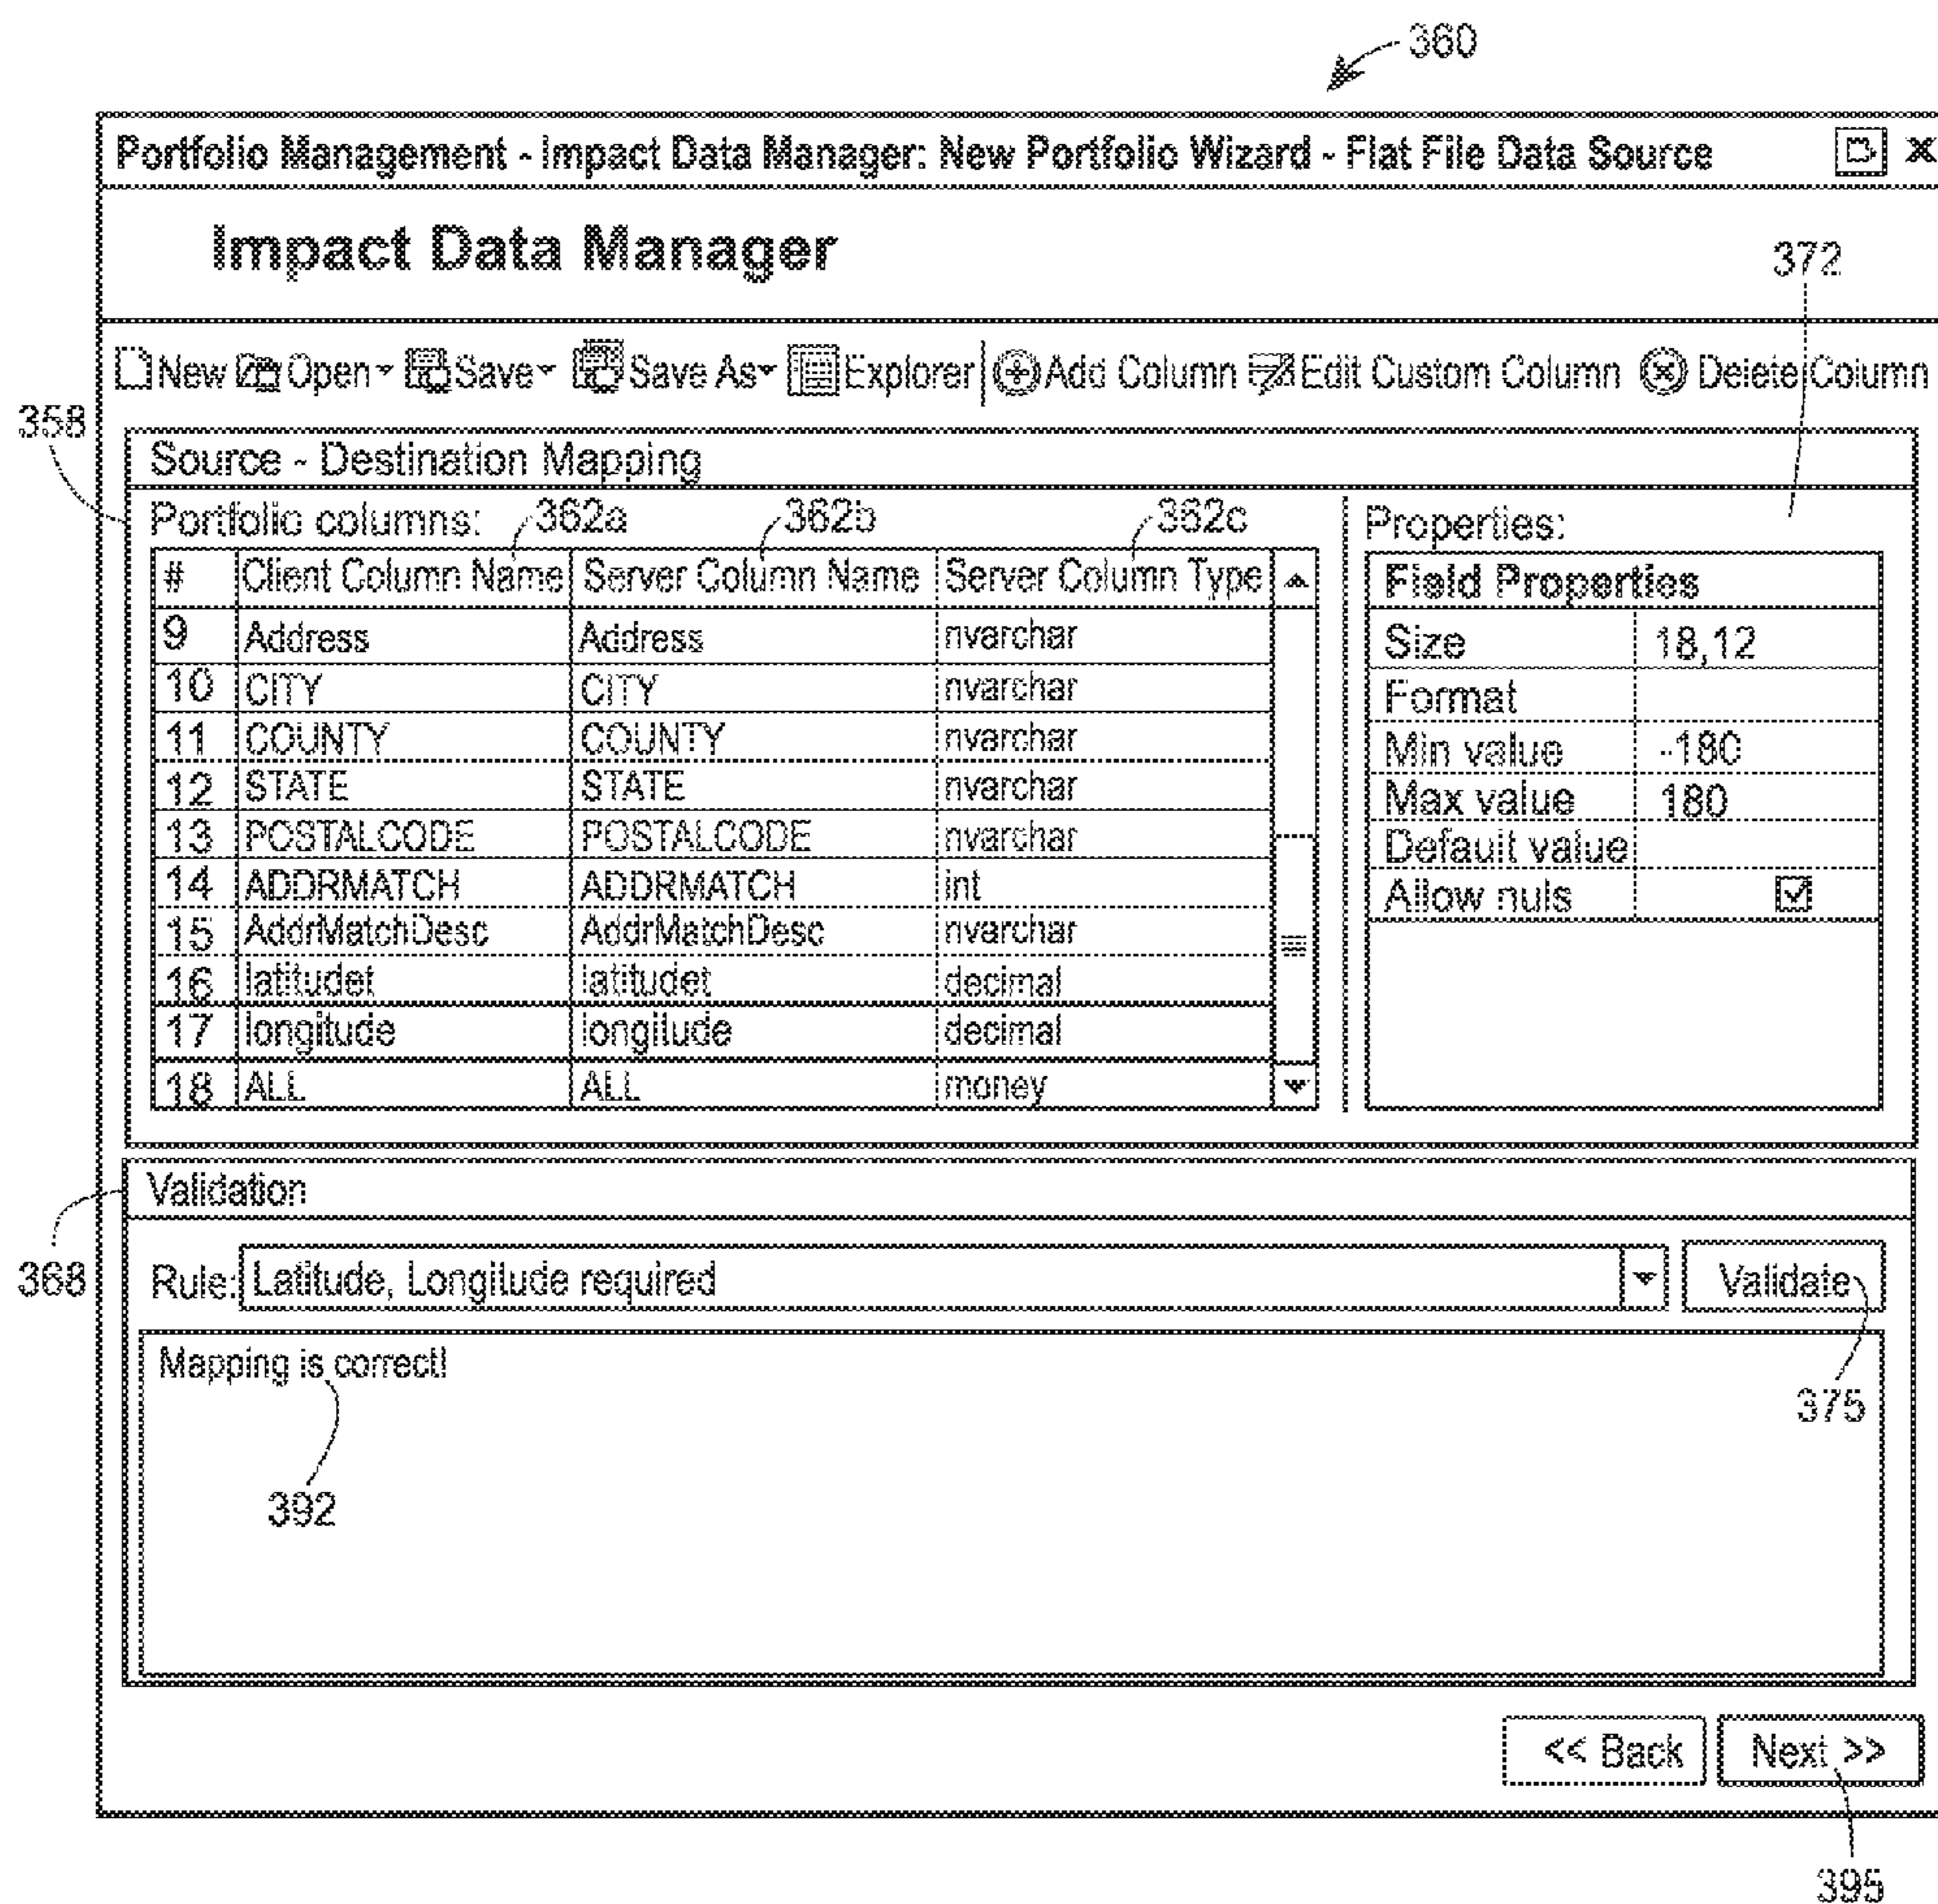 360
Portfolio Management - Impact Data Manager: New Portfolio Wizard - Flat File Data Source
Impact Data Manager
372
New Open Save Save As Explorer Add Column Edit Custom Column Delete Column
358
Source - Destination Mapping
Portfolio columns: 362a 362b 362c
# Client Column Name Server Column Name Server Column Type
9 Address Address nvarchar
10 CITY CITY nvarchar
11 COUNTY COUNTY nvarchar
12 STATE STATE nvarchar
13 POSTALCODE POSTALCODE nvarchar
14 ADDRMATCH ADDRMATCH int
15 AddrMatchDesc AddrMatchDesc nvarchar
16 latitudet latitudet decimal
17 longitude longitude decimal
18 ALL ALL money
Properties:
Field Properties
Size 18,12
Format
Min value -180
Max value 180
Default value
Allow nuls
Validation
368
Rule: Latitude, Longitude required Validate
Mapping is correct!
375
392
<< Back Next >>
395